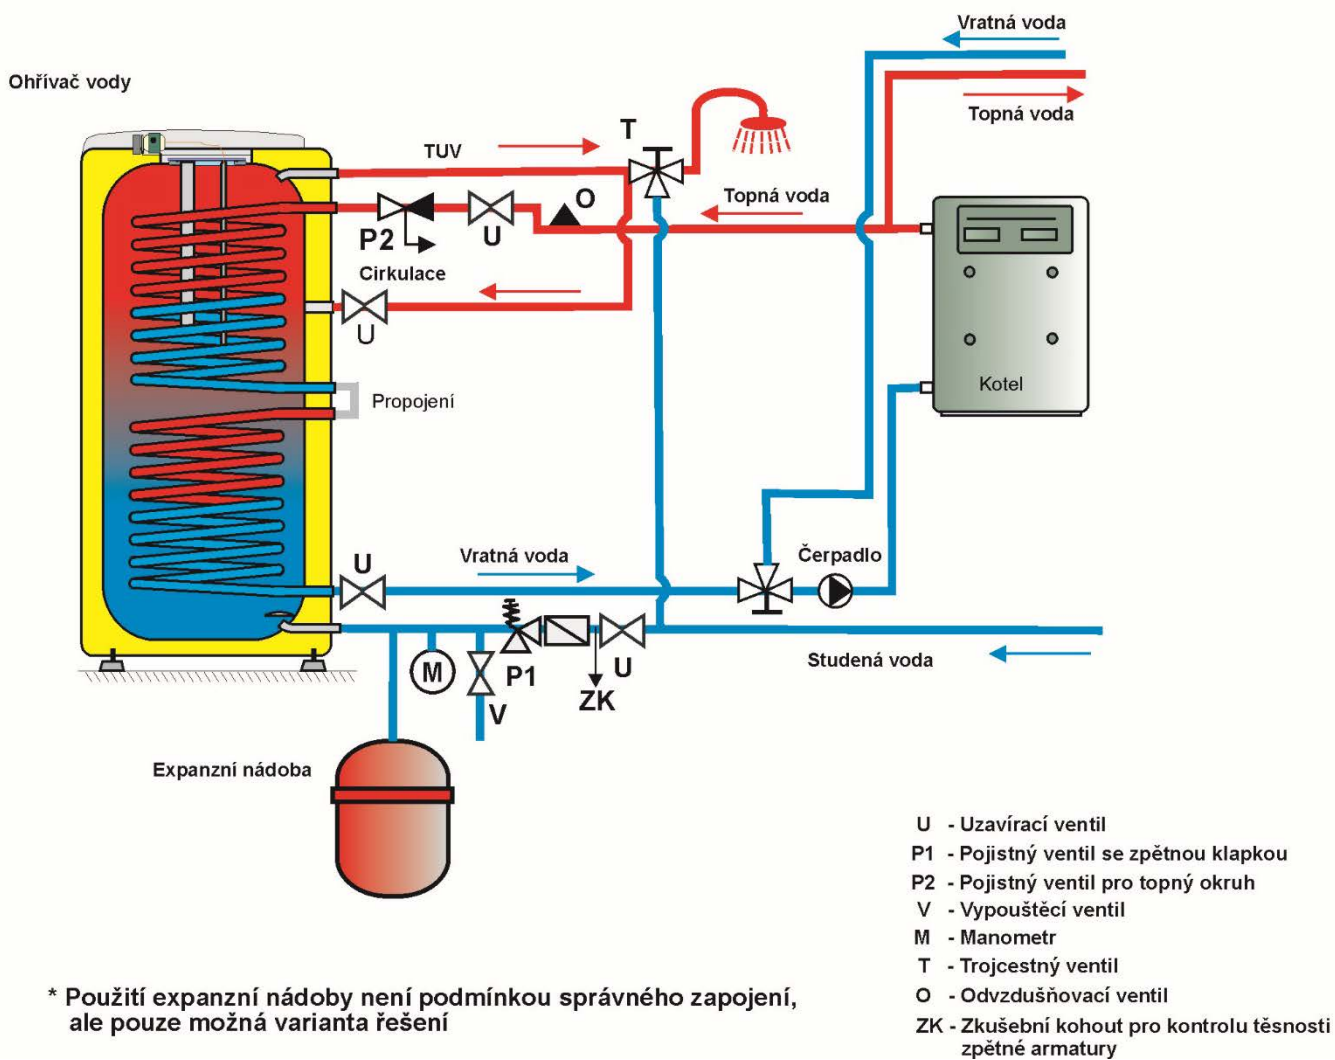 Vratná voda
Ohřívač vody
Topná voda
T
TUV
Topná voda
O
P2
U
Cirkulace
U
Kotel
Propojení
U
Vratná voda
Čerpadlo
M
P1
U
Studená voda
ZK
V
Expanzní nádoba
U - Uzavírací ventil
P1 - Pojistný ventil se zpětnou klapkou
P2 - Pojistný ventil pro topný okruh
V - Vypouštěcí ventil
M - Manometr
T - Trojcestný ventil
O - Odvzdušňovací ventil
ZK - Zkušební kohout pro kontrolu těsnosti
zpětné armatury
* Použití expanzní nádoby není podmínkou správného zapojení,
ale pouze možná varianta řešení